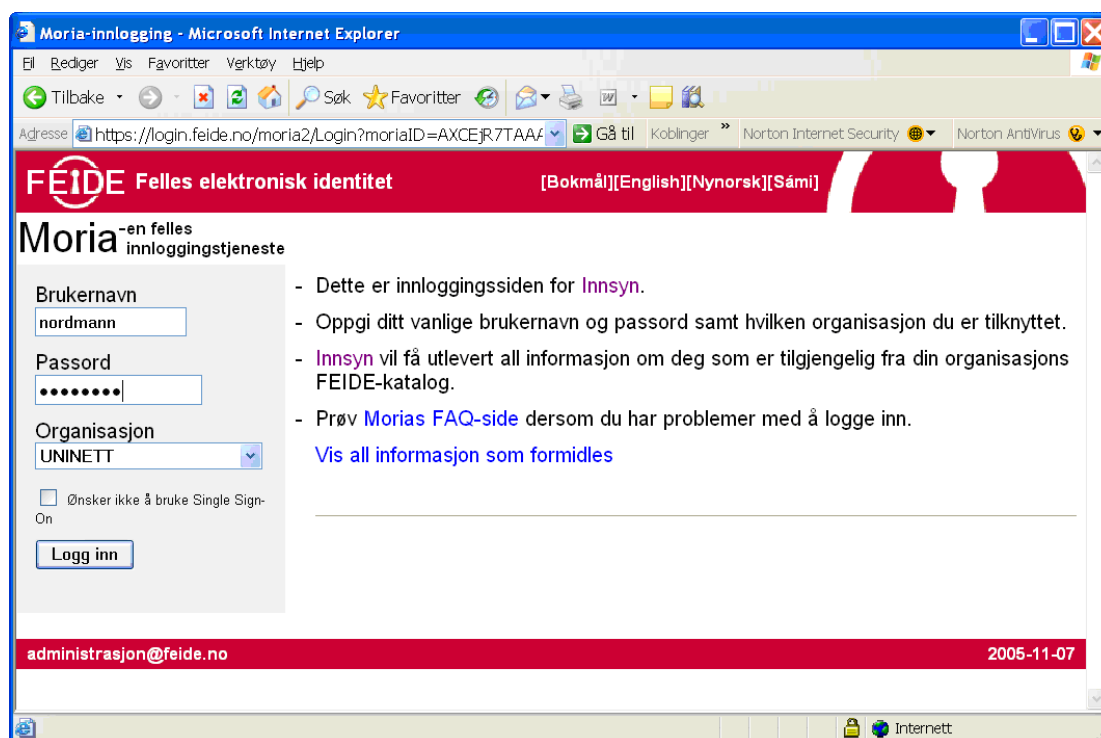 Moria-innlogging - Microsoft Internet Explorer
Fil Rediger Vis Favoritter Verktøy Hjelp
Tilbake Søk Favoritter
Adresse https://login.feide.no/moria2/Login?moriaID=AXCEjR7TAAA Gå til Koblinger » Norton Internet Security Norton AntiVirus
FEIDE Felles elektronisk identitet [Bokmål][English][Nynorsk][Sámi]
Moria -en felles
innloggingstjeneste
Brukernavn
nordmann
Passord
••••••••
Organisasjon
UNINETT
Ønsker ikke å bruke Single Sign-
On
Logg inn
- Dette er innloggingssiden for Innsyn.
- Oppgi ditt vanlige brukernavn og passord samt hvilken organisasjon du er tilknyttet.
- Innsyn vil få utlevert all informasjon om deg som er tilgjengelig fra din organisasjons
FEIDE-katalog.
- Prøv Morias FAQ-side dersom du har problemer med å logge inn.
Vis all informasjon som formidles
administrasjon@feide.no 2005-11-07
Internett